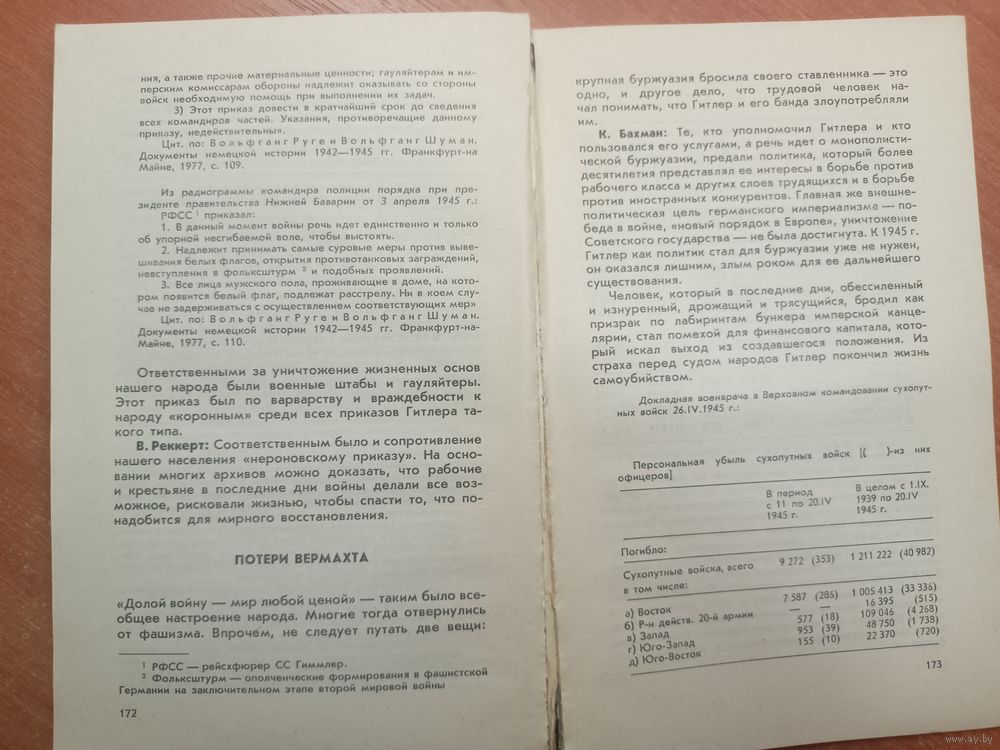 ния, а также прочие материальные ценности; гауляйтерам и им-
перским комиссарам обороны надлежит оказывать со стороны
войск необходимую помощь при выполнении их задач.
3) Этот приказ довести в кратчайший срок до сведения
всех командиров частей. Указания, противоречащие данному
приказу, недействительны».
Цит. по: Вольфганг Руге и Вольфганг Шуман.
Документы немецкой истории 1942—1945 гг. Франкфурт-на
Майне, 1977, с. 109.
Из радиограммы командира полиции порядка при пре-
зиденте правительства Нижней Баварии от 3 апреля 1945 г.:
РФСС ¹ приказал:
1. В данный момент войны речь идет единственно и только
об упорной несгибаемой воле, чтобы выстоять.
2. Надлежит принимать самые суровые меры против выве-
шивания белых флагов, открытия противотанковых заграждений,
невступления в фольксштурм ² и подобных проявлений.
3. Все лица мужского пола, проживающие в доме, на кото-
ром появится белый флаг, подлежат расстрелу. Ни в коем слу-
чае не задерживаться с осуществлением соответствующих мер»
Цит. по: Вольфганг Руге и Вольфганг Шуман.
Документы немецкой истории 1942—1945 гг. Франкфурт-на-
Майне, 1977, с. 110.
Ответственными за уничтожение жизненных основ
нашего народа были военные штабы и гауляйтеры.
Этот приказ был по варварству и враждебности к
народу «коронным» среди всех приказов Гитлера та-
кого типа.
В. Реккерт: Соответственным было и сопротивление
нашего населения «нероновскому приказу». На осно-
вании многих архивов можно доказать, что рабочие
и крестьяне в последние дни войны делали все воз-
можное, рисковали жизнью, чтобы спасти то, что по-
надобится для мирного восстановления.
ПОТЕРИ ВЕРМАХТА
«Долой войну — мир любой ценой» — таким было все-
общее настроение народа. Многие тогда отвернулись
от фашизма. Впрочем, не следует путать две вещи:
¹ РФСС — рейсхфюрер СС Гиммлер.
² Фольксштурм — ополченческие формирования в фашистской
Германии на заключительном этапе второй мировой войны
172
крупная буржуазия бросила своего ставленника — это
одно, и другое дело, что трудовой человек на-
чал понимать, что Гитлер и его банда злоупотребляли
им.
К. Бахман: Те, кто уполномочил Гитлера и кто
пользовался его услугами, а речь идет о монополисти-
ческой буржуазии, предали политика, который более
десятилетия представлял ее интересы в борьбе против
рабочего класса и других слоев трудящихся и в борьбе
против иностранных конкурентов. Главная же внешне-
политическая цель германского империализма — по-
беда в войне, «новый порядок в Европе», уничтожение
Советского государства — не была достигнута. К 1945 г.
Гитлер как политик стал для буржуазии уже не нужен,
он оказался лишним, злым роком для ее дальнейшего
существования.
Человек, который в последние дни, обессиленный
и изнуренный, дрожащий и трясущийся, бродил как
призрак по лабиринтам бункера имперской канце-
лярии, стал помехой для финансового капитала, кото-
рый искал выход из создавшегося положения. Из
страха перед судом народов Гитлер покончил жизнь
самоубийством.
Докладная военврача в Верховном командовании сухопут-
ных войск 26.IV.1945 г.:
Персональная убыль сухопутных войск [( )-из них
офицеров]
В период
с 11 по 20.IV
1945 г.
В целом с 1.IX.
1939 по 20.IV
1945 г.
Погибло:
Сухопутные войска, всего 9 272 (353) 1 211 222 (40 982)
в том числе:
а) Восток 7 587 (286) 1 005 413 (33 336)
б) Р-н действ. 20-й армии — — 16 395 (515)
в) Запад 577 (18) 109 046 (4 268)
г) Юго-Запад 953 (39) 48 750 (1 738)
д) Юго-Восток 155 (10) 22 370 (720)
173
www.ay.by